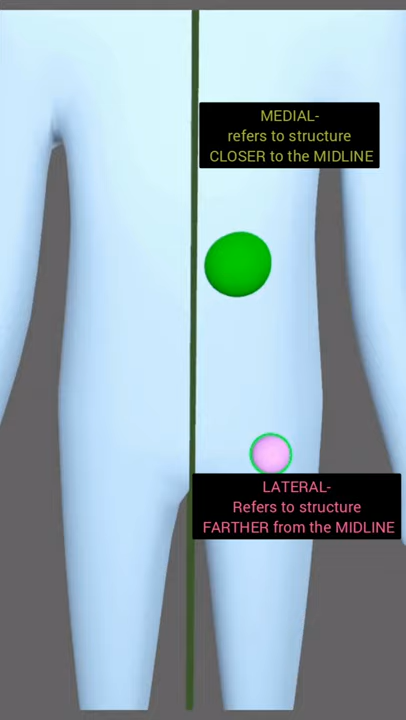 MEDIAL-
refers to structure
CLOSER to the MIDLINE
LATERAL-
Refers to structure
FARTHER from the MIDLINE